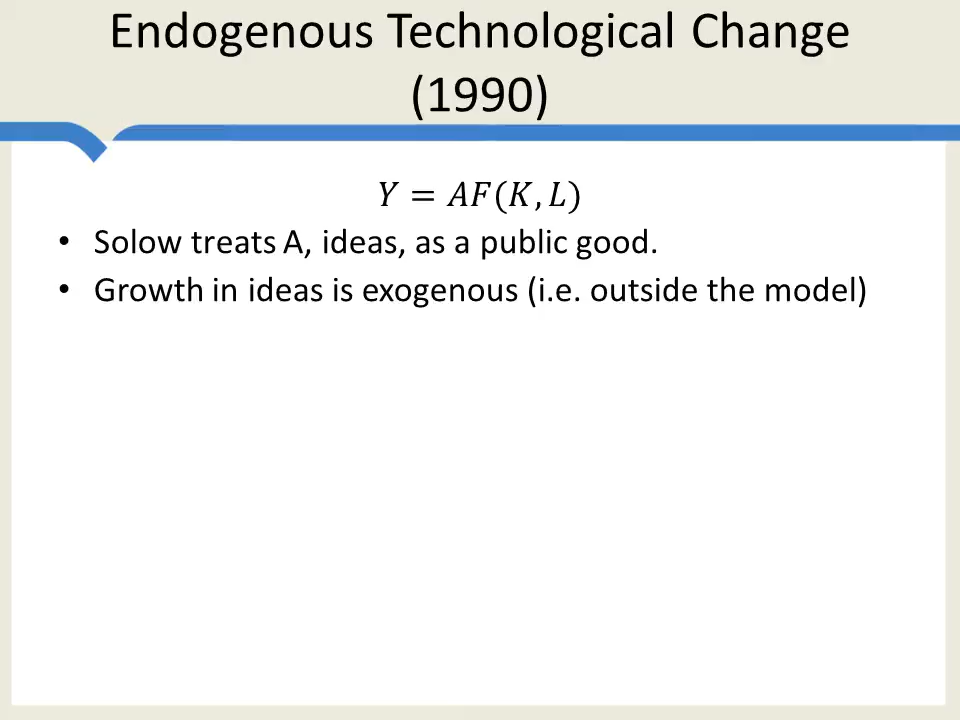 Endogenous Technological Change
(1990)
𝑌 = 𝐴𝐹(𝐾, 𝐿)
• Solow treats A, ideas, as a public good.
• Growth in ideas is exogenous (i.e. outside the model)